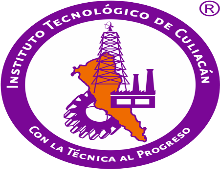 INSTITUTO TECNOLÓGICO DE CULIACÁN
®
CON LA TÉCNICA AL PROGRESO